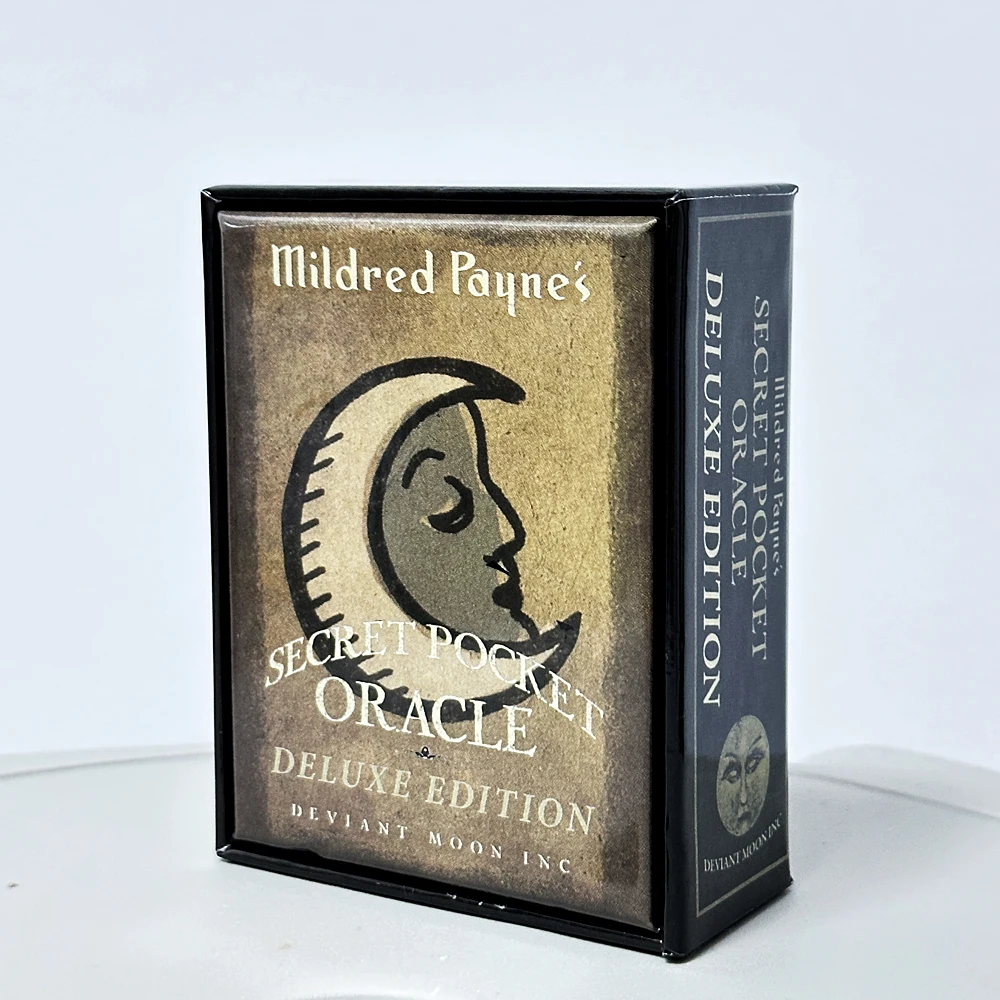 Mildred Payne's
SECRET POCKET
ORACLE
DELUXE EDITION
DEVIANT MOON INC
Mildred Payne's
SECRET POCKET
ORACLE
DELUXE EDITION
DEVIANT MOON INC